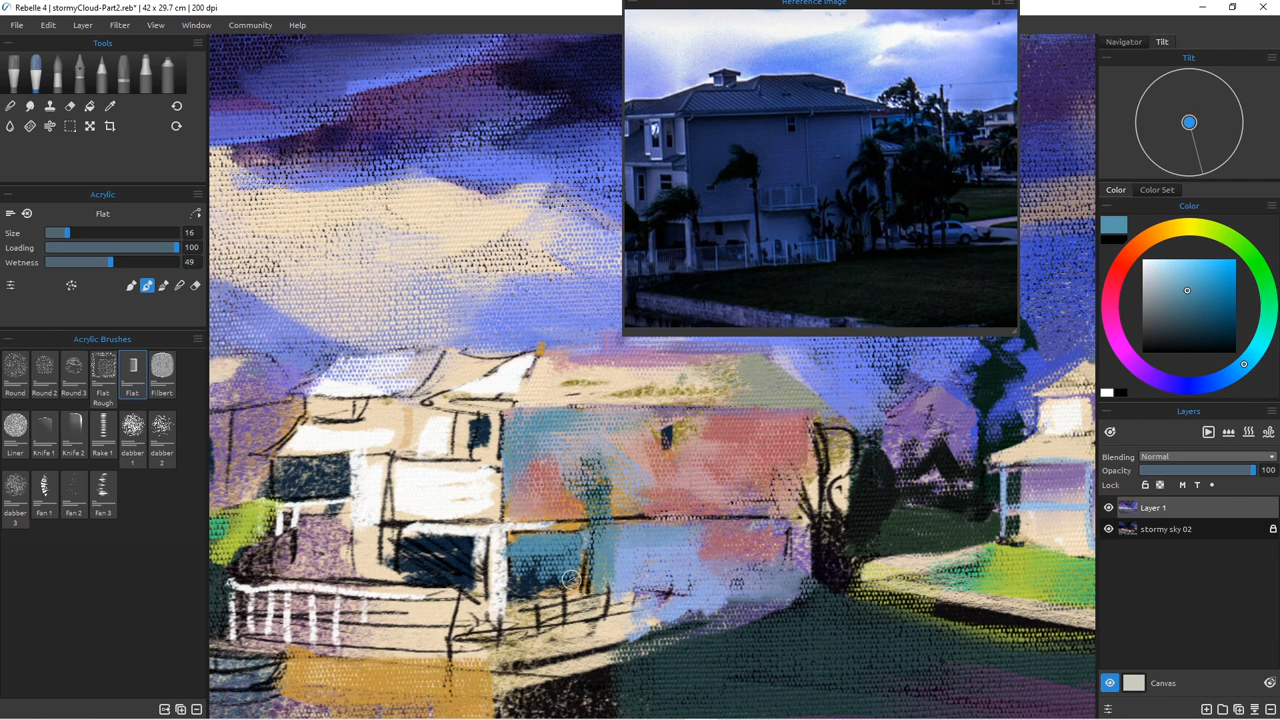 Rebelle 4 | stormyCloud-Part2.reb* | 42 x 29.7 cm | 200 dpi
File Edit Layer Filter View Window Community Help
Tools
Acrylic
Flat
Size 16
Loading 100
Wetness 49
Acrylic Brushes
Round Round 2 Round 3 Flat Rough Flat Filbert
Liner Knife 1 Knife 2 Rake 1 dabber 1 dabber 2
dabber 3 Fan 1 Fan 2 Fan 3
Reference Image
Navigator Tilt
Tilt
Color Color Set
Color
Layers
Blending Normal
Opacity 100
Lock M T
Layer 1
stormy sky 02
Canvas